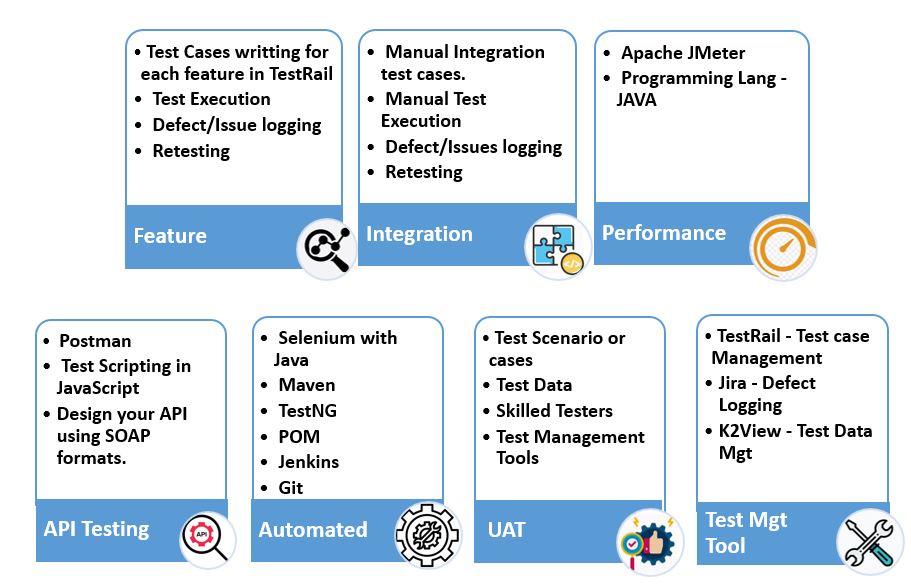 • Test Cases writting for
each feature in TestRail
• Test Execution
• Defect/Issue logging
• Retesting
Feature
• Manual Integration
test cases.
• Manual Test
Execution
• Defect/Issues logging
• Retesting
Integration
</>
• Apache JMeter
• Programming Lang -
JAVA
Performance
• Postman
• Test Scripting in
JavaScript
• Design your API
using SOAP
formats.
API Testing
API
• Selenium with
Java
• Maven
• TestNG
• POM
• Jenkins
• Git
Automated
• Test Scenario or
cases
• Test Data
• Skilled Testers
• Test Management
Tools
UAT
• TestRail - Test case
Management
• Jira - Defect
Logging
• K2View - Test Data
Mgt
Test Mgt
Tool